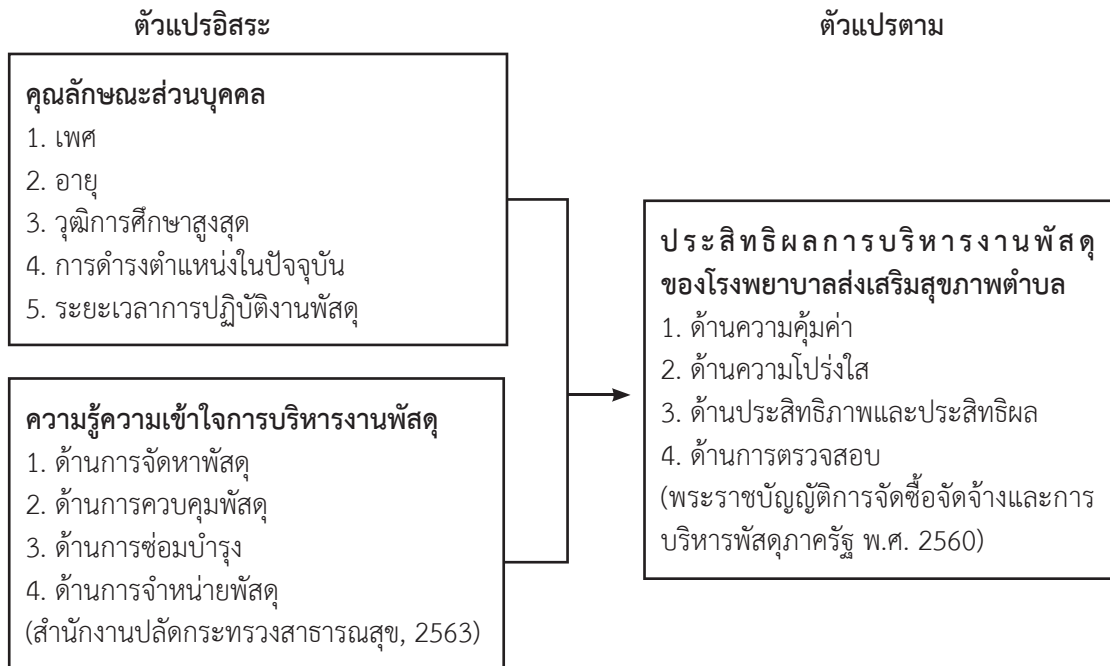 ตัวแปรอิสระ
คุณลักษณะส่วนบุคคล
1. เพศ
2. อายุ
3. วุฒิการศึกษาสูงสุด
4. การดำรงตำแหน่งในปัจจุบัน
5. ระยะเวลาการปฏิบัติงานพัสดุ
ความรู้ความเข้าใจการบริหารงานพัสดุ
1. ด้านการจัดหาพัสดุ
2. ด้านการควบคุมพัสดุ
3. ด้านการซ่อมบำรุง
4. ด้านการจำหน่ายพัสดุ
(สำนักงานปลัดกระทรวงสาธารณสุข, 2563)
ตัวแปรตาม
ประสิทธิผลการบริหารงานพัสดุ
ของโรงพยาบาลส่งเสริมสุขภาพตำบล
1. ด้านความคุ้มค่า
2. ด้านความโปร่งใส
3. ด้านประสิทธิภาพและประสิทธิผล
4. ด้านการตรวจสอบ
(พระราชบัญญัติการจัดซื้อจัดจ้างและการ
บริหารพัสดุภาครัฐ พ.ศ. 2560)